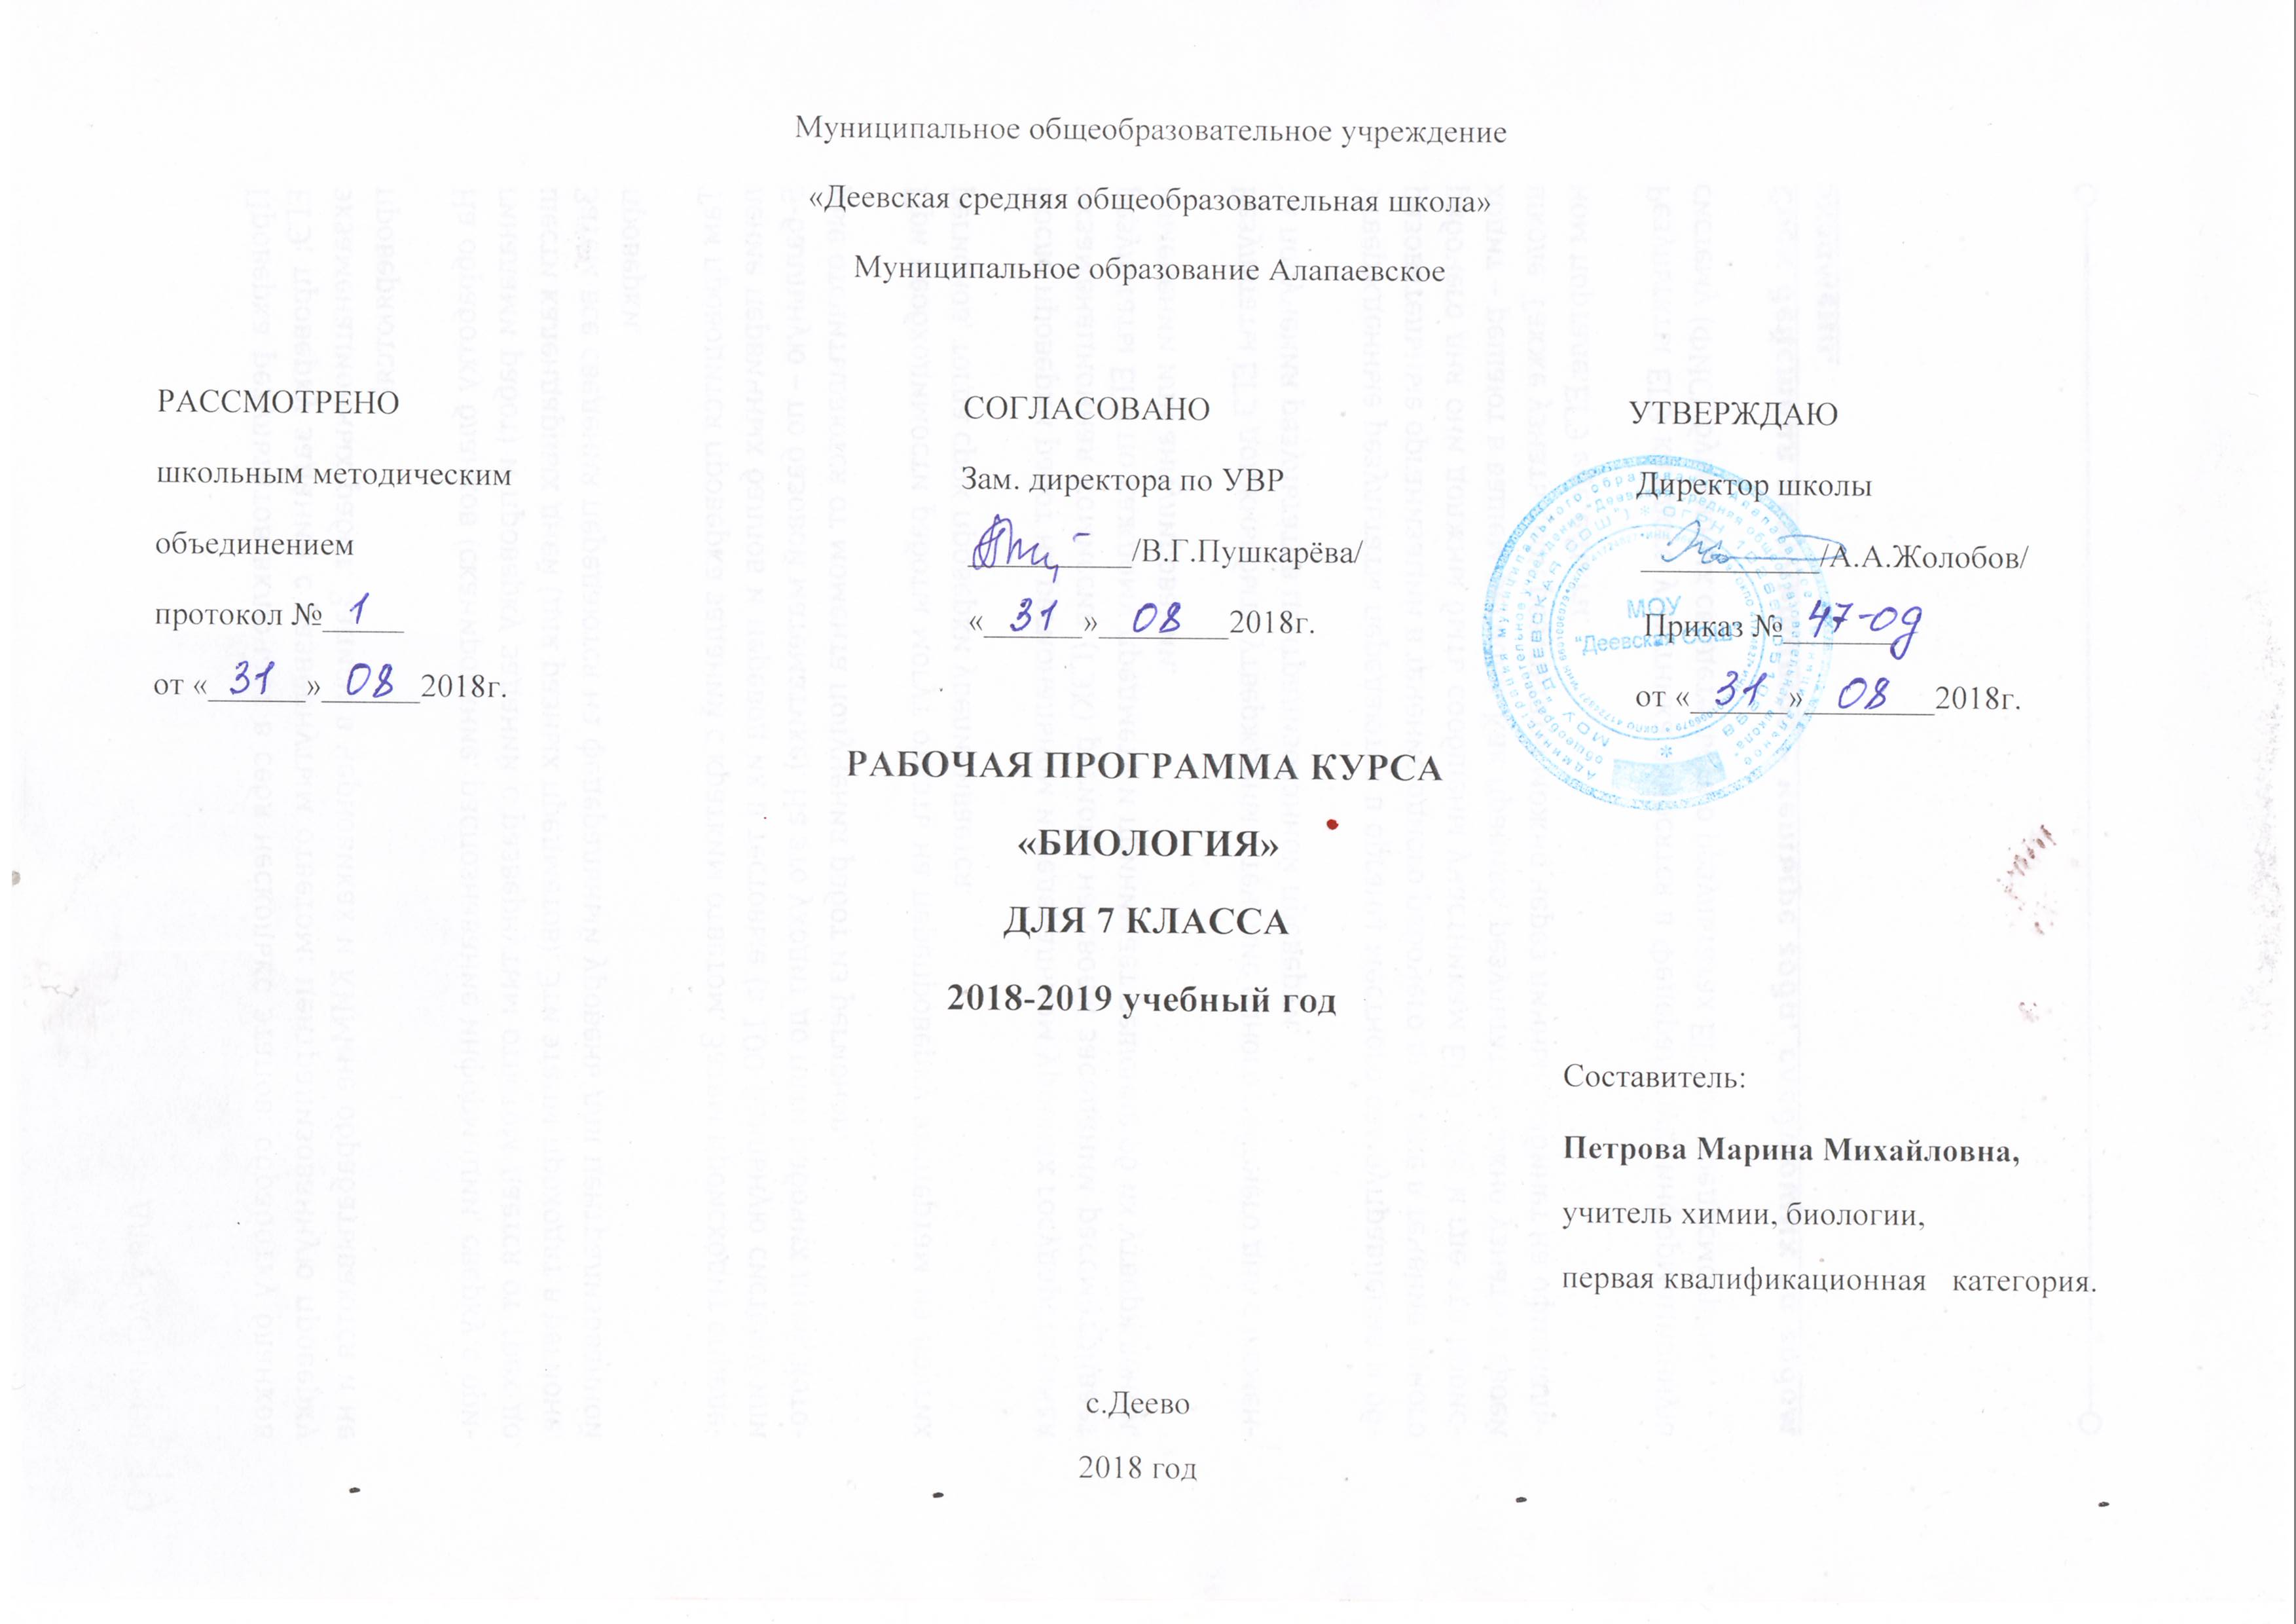 Муниципальное общеобразовательное учреждение
«Деевская средняя общеобразовательная школа»
Муниципальное образование Алапаевское
РАССМОТРЕНО
школьным методическим
объединением
протокол № 1
от «31» 08 2018г.
СОГЛАСОВАНО
Зам. директора по УВР
/В.Г.Пушкарёва/
«31» 08 2018г.
УТВЕРЖДАЮ
Директор школы
/А.А.Жолобов/
Приказ № 47-од
от «31» 08 2018г.
МОУ
"Деевская СОШ"
РАБОЧАЯ ПРОГРАММА КУРСА
«БИОЛОГИЯ»
ДЛЯ 7 КЛАССА
2018-2019 учебный год
Составитель:
Петрова Марина Михайловна,
учитель химии, биологии,
первая квалификационная категория.
с.Деево
2018 год